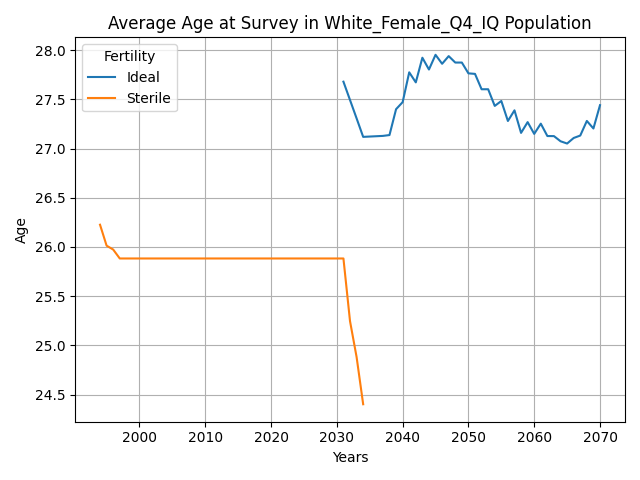 Average Age at Survey in White_Female_Q4_IQ Population
Fertility
Ideal
Sterile
28.0
27.5
27.0
26.5
26.0
25.5
25.0
24.5
Age
2000 2010 2020 2030 2040 2050 2060 2070
Years